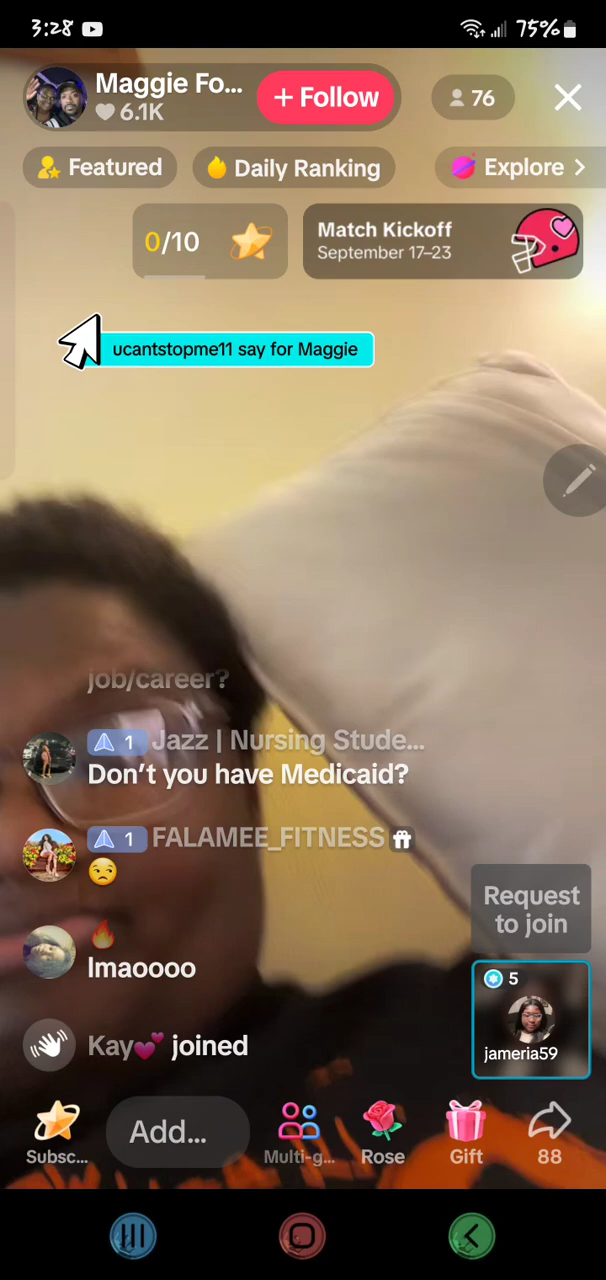 3:28
75%
Maggie Fo...
+ Follow
6.1K
76
Featured
Daily Ranking
Explore >
0/10
Match Kickoff
September 17–23
ucantstopme11 say for Maggie
job/career?
1 Jazz | Nursing Stude...
Don't you have Medicaid?
1 FALAMEE_FITNESS
lmaoooo
Request
to join
5
jameria59
Kay💕 joined
Add...
Subsc...
Multi-g...
Rose
Gift
88